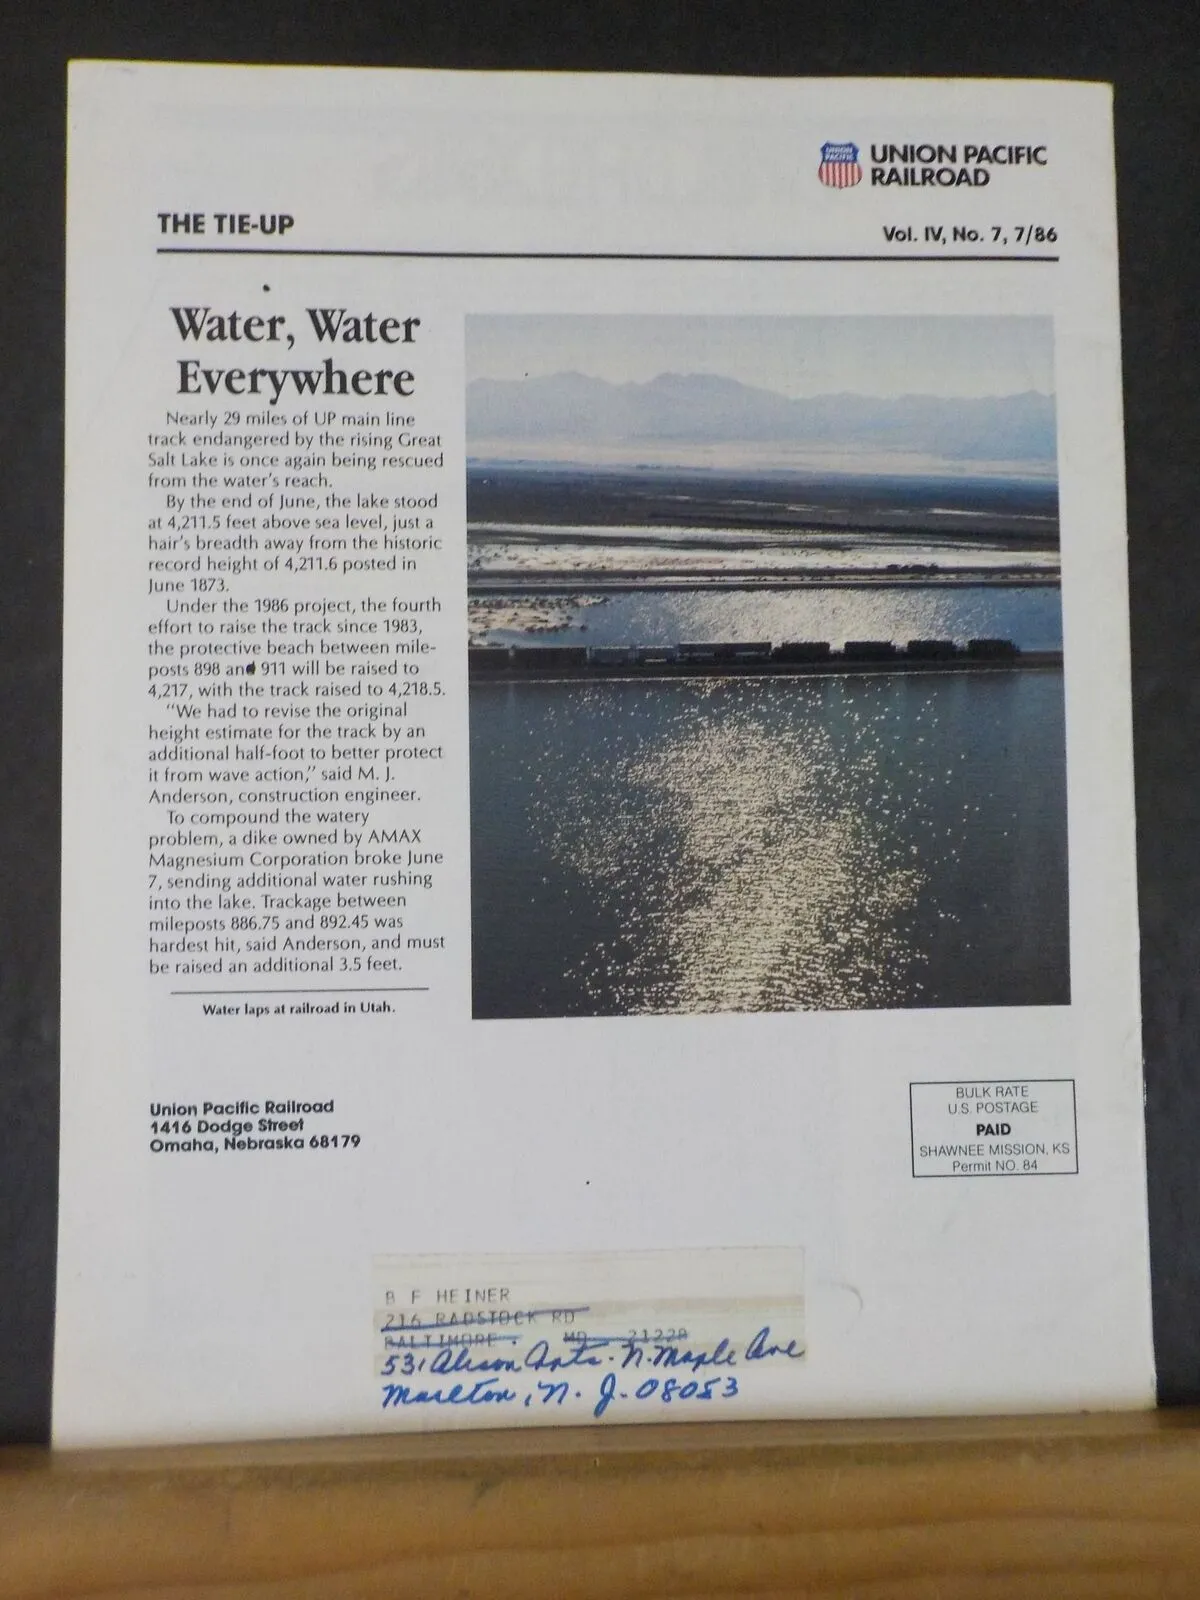 UNION PACIFIC
UNION PACIFIC
RAILROAD
THE TIE-UP
Vol. IV, No. 7, 7/86
Water, Water
Everywhere
Nearly 29 miles of UP main line
track endangered by the rising Great
Salt Lake is once again being rescued
from the water's reach.
By the end of June, the lake stood
at 4,211.5 feet above sea level, just a
hair's breadth away from the historic
record height of 4,211.6 posted in
June 1873.
Under the 1986 project, the fourth
effort to raise the track since 1983,
the protective beach between mile-
posts 898 and 911 will be raised to
4,217, with the track raised to 4,218.5.
"We had to revise the original
height estimate for the track by an
additional half-foot to better protect
it from wave action," said M. J.
Anderson, construction engineer.
To compound the watery
problem, a dike owned by AMAX
Magnesium Corporation broke June
7, sending additional water rushing
into the lake. Trackage between
mileposts 886.75 and 892.45 was
hardest hit, said Anderson, and must
be raised an additional 3.5 feet.
Water laps at railroad in Utah.
Union Pacific Railroad
1416 Dodge Street
Omaha, Nebraska 68179
BULK RATE
U.S. POSTAGE
PAID
SHAWNEE MISSION, KS
Permit NO. 84
B F HEINER
216 RADSTOCK RD
BALTIMORE MD 21228
531 Apts. N. Maple Ave
Marlton, N. J. 08053